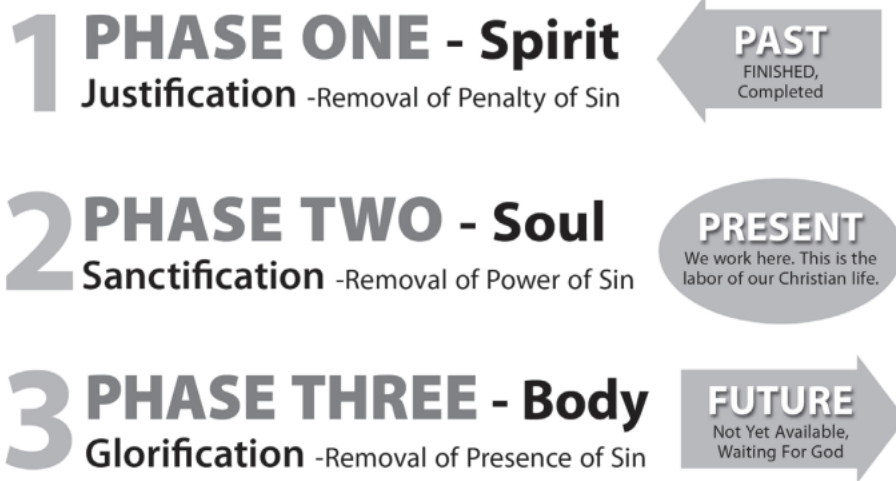 1 PHASE ONE - Spirit
Justification -Removal of Penalty of Sin
PAST
FINISHED,
Completed
2 PHASE TWO - Soul
Sanctification -Removal of Power of Sin
PRESENT
We work here. This is the
labor of our Christian life.
3 PHASE THREE - Body
Glorification -Removal of Presence of Sin
FUTURE
Not Yet Available,
Waiting For God